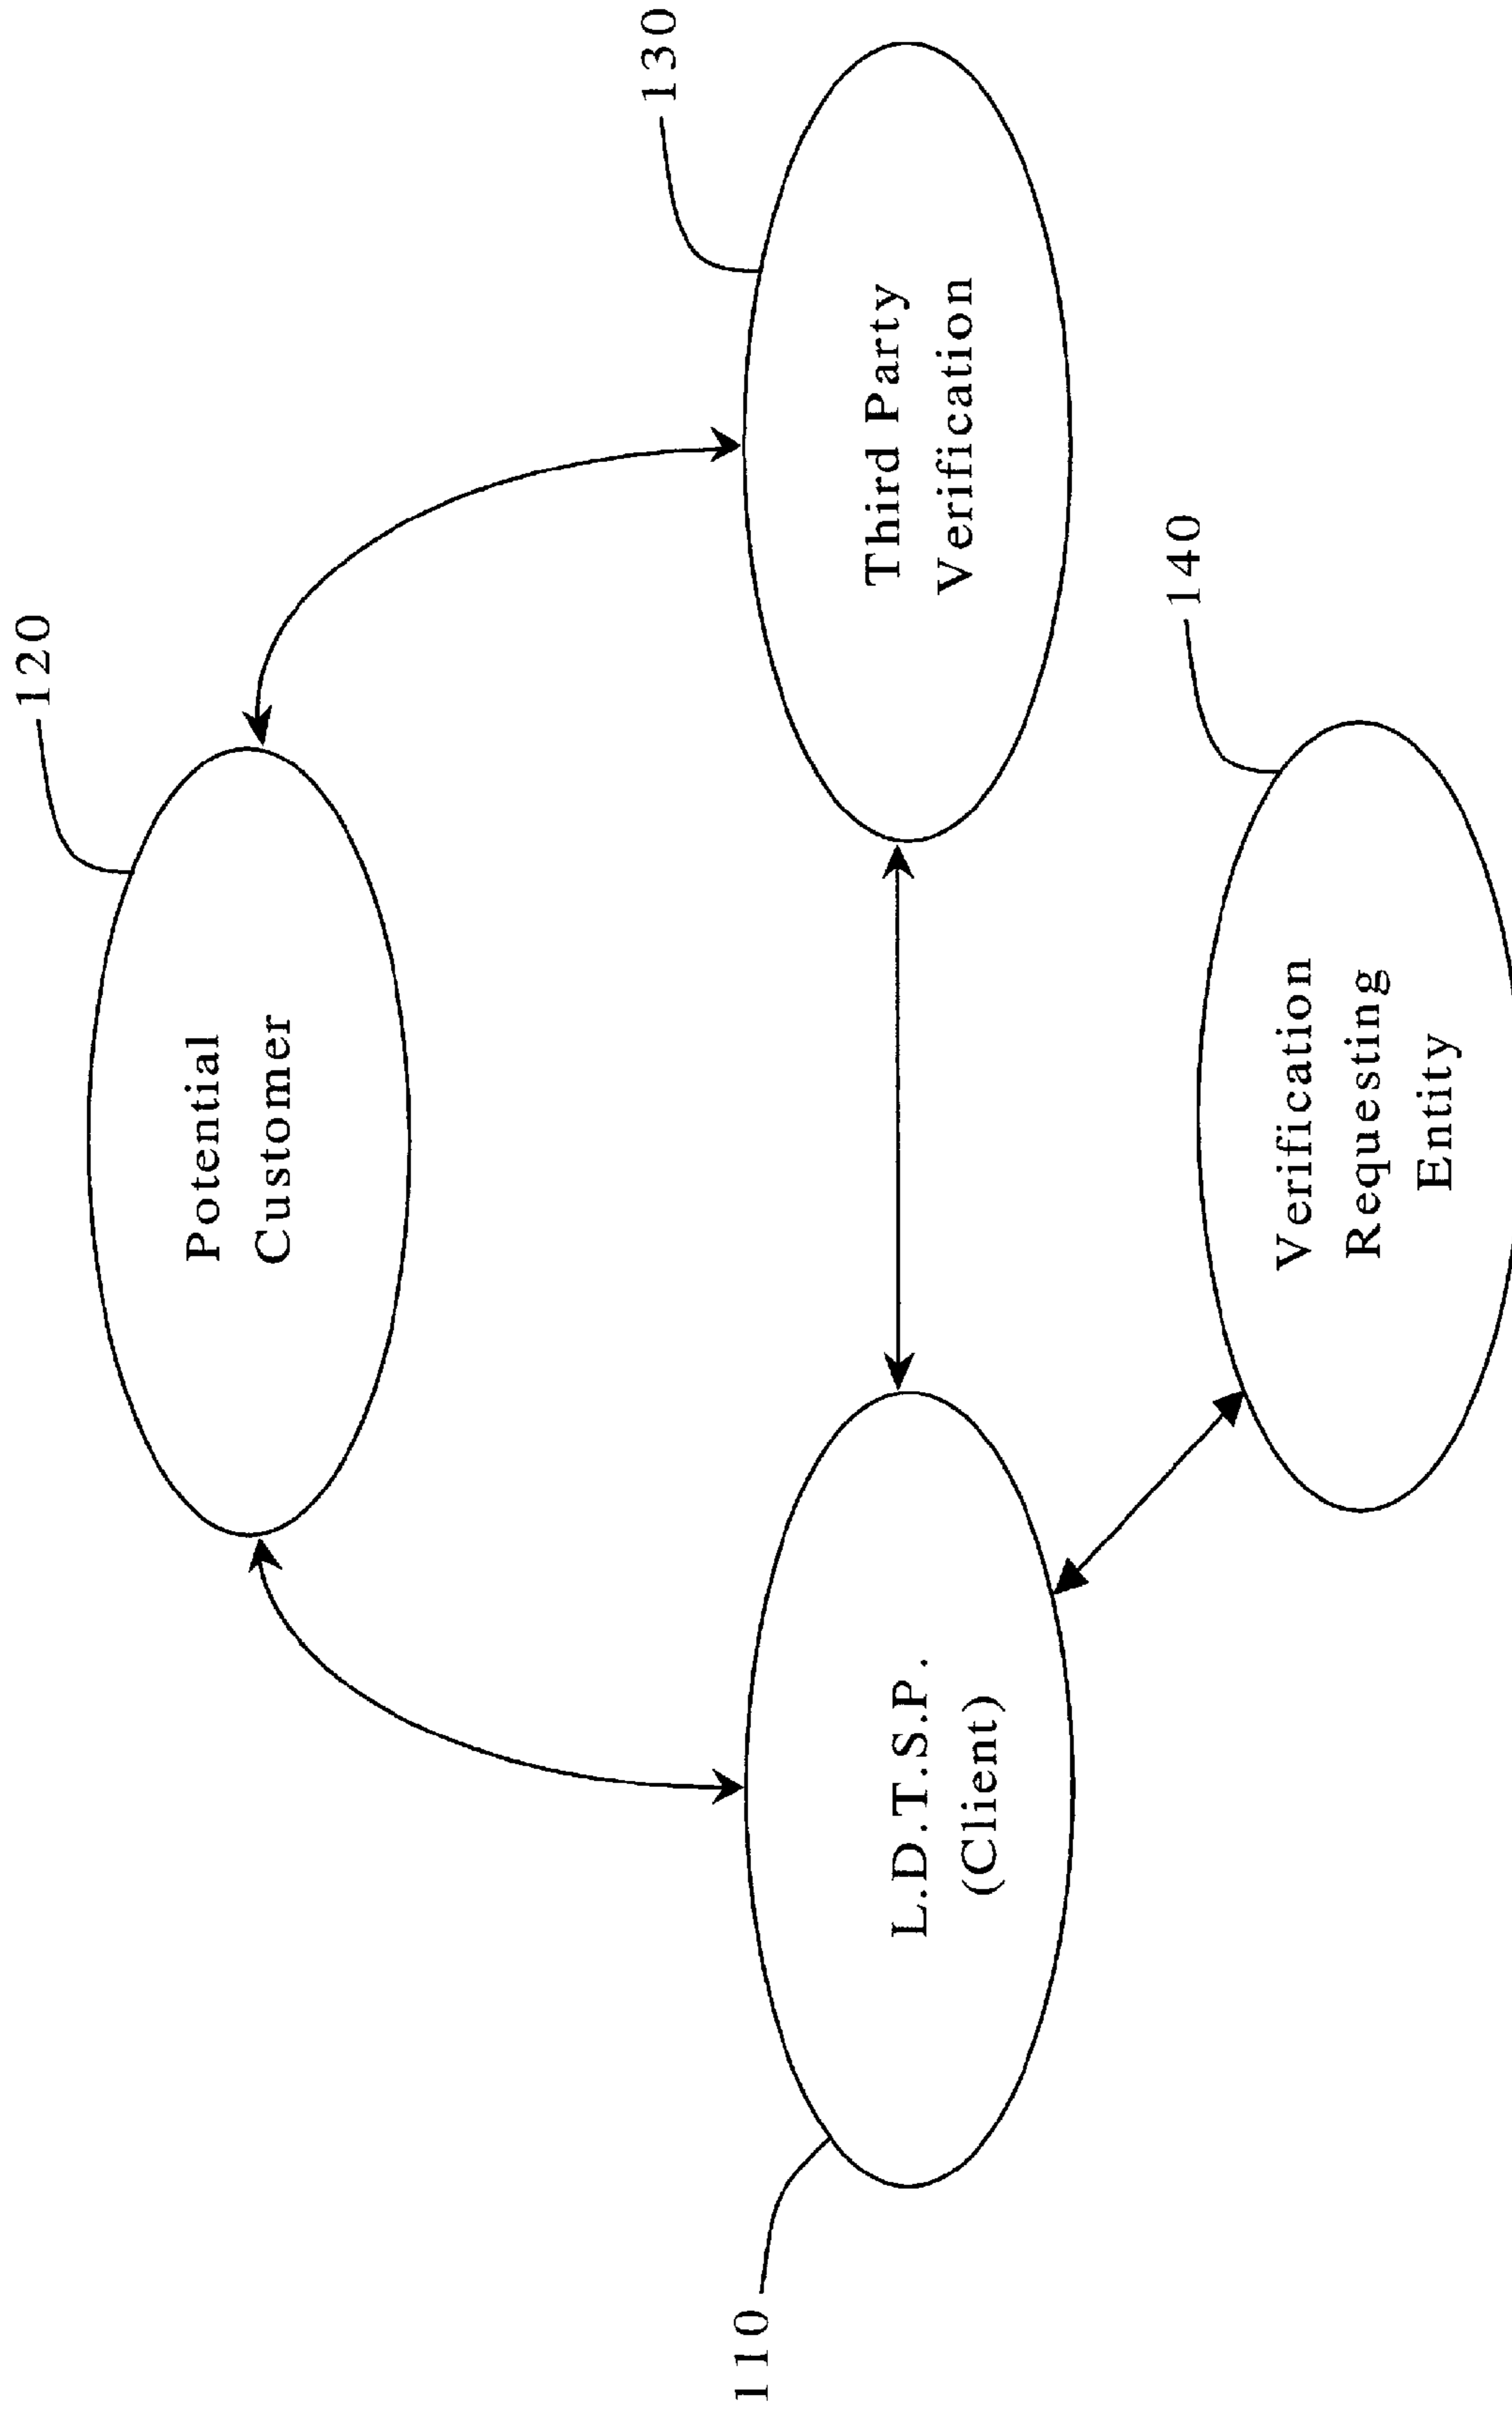 120
Potential
Customer
130
Third Party
Verification
110
L.D.T.S.P.
(Client)
140
Verification
Requesting
Entity